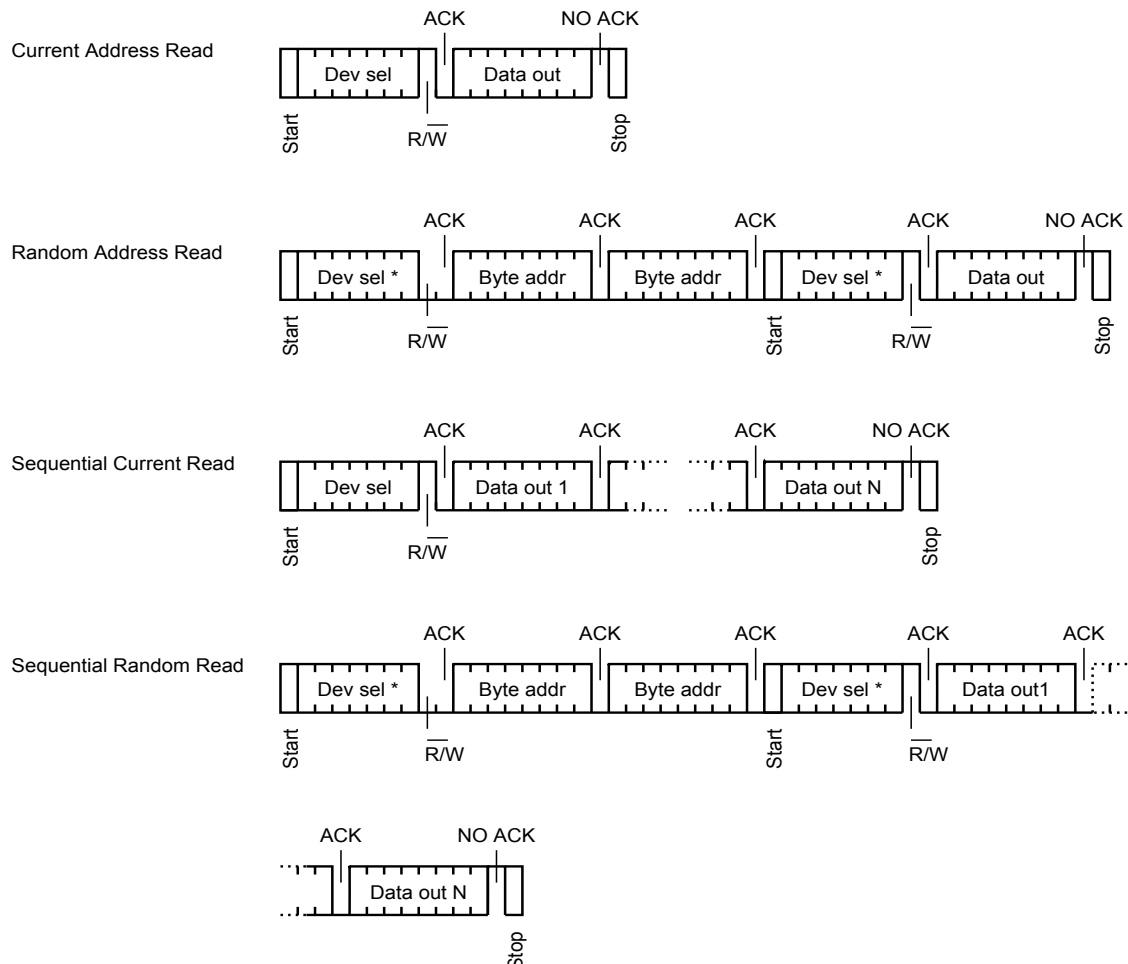 ACK NO ACK
Current Address Read
Dev sel Data out
Start R/W̅ Stop
ACK ACK ACK ACK NO ACK
Random Address Read
Dev sel * Byte addr Byte addr Dev sel * Data out
Start R/W̅ Start R/W̅ Stop
ACK ACK ACK NO ACK
Sequential Current Read
Dev sel Data out 1 Data out N
Start R/W̅ Stop
ACK ACK ACK ACK ACK
Sequential Random Read
Dev sel * Byte addr Byte addr Dev sel * Data out1
Start R̅/W Start R̅/W
ACK NO ACK
Data out N
Stop